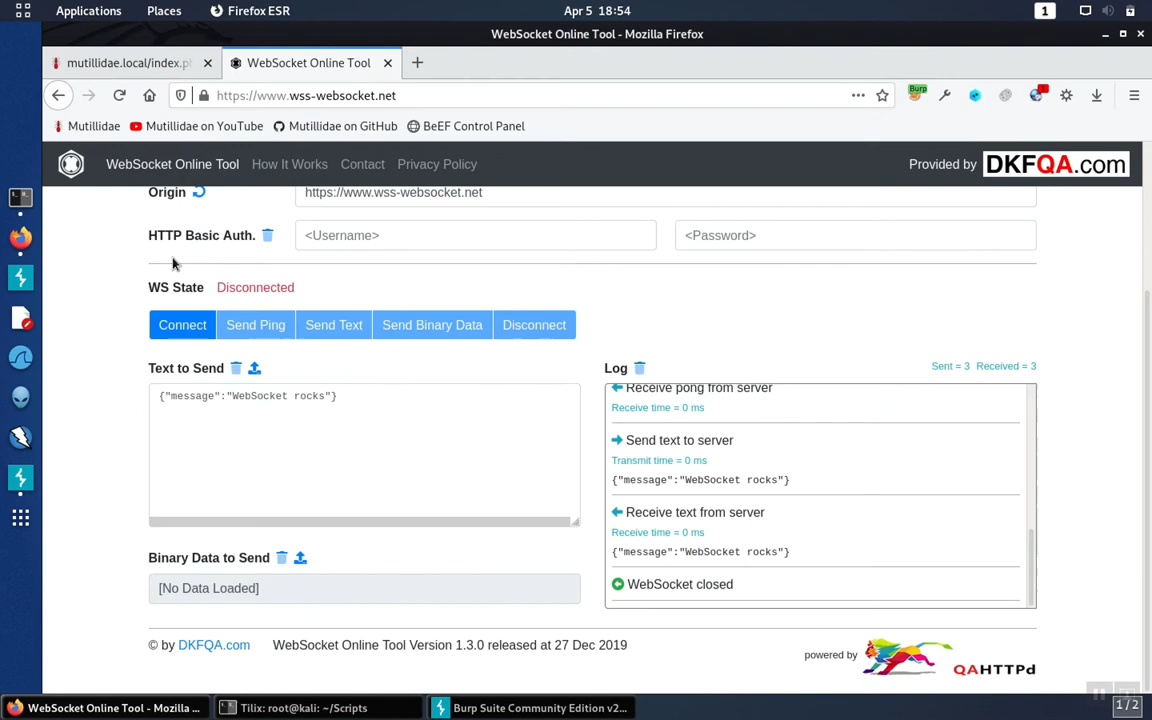 Applications Places Firefox ESR Apr 5 18:54 1
WebSocket Online Tool - Mozilla Firefox
mutillidae.local/index.p WebSocket Online Tool
https://www.wss-websocket.net Burp
Mutillidae Mutillidae on YouTube Mutillidae on GitHub BeEF Control Panel
WebSocket Online Tool How It Works Contact Privacy Policy Provided by DKFQA.com
Origin https://www.wss-websocket.net
HTTP Basic Auth. <Username> <Password>
WS State Disconnected
Connect Send Ping Send Text Send Binary Data Disconnect
Text to Send
{"message":"WebSocket rocks"}
Binary Data to Send
[No Data Loaded]
Log Sent = 3 Received = 3
Receive pong from server
Receive time = 0 ms
Send text to server
Transmit time = 0 ms
{"message":"WebSocket rocks"}
Receive text from server
Receive time = 0 ms
{"message":"WebSocket rocks"}
WebSocket closed
© by DKFQA.com WebSocket Online Tool Version 1.3.0 released at 27 Dec 2019
powered by QAHTTPd
WebSocket Online Tool - Mozilla ... Tilix: root@kali: ~/Scripts Burp Suite Community Edition v2... 1/2